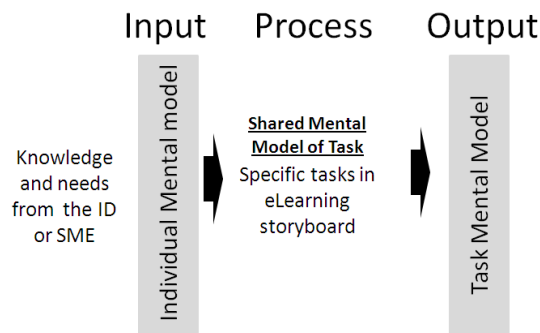 Input Process Output
Knowledge
and needs
from the ID
or SME
Individual Mental model
Shared Mental
Model of Task
Specific tasks in
eLearning
storyboard
Task Mental Model